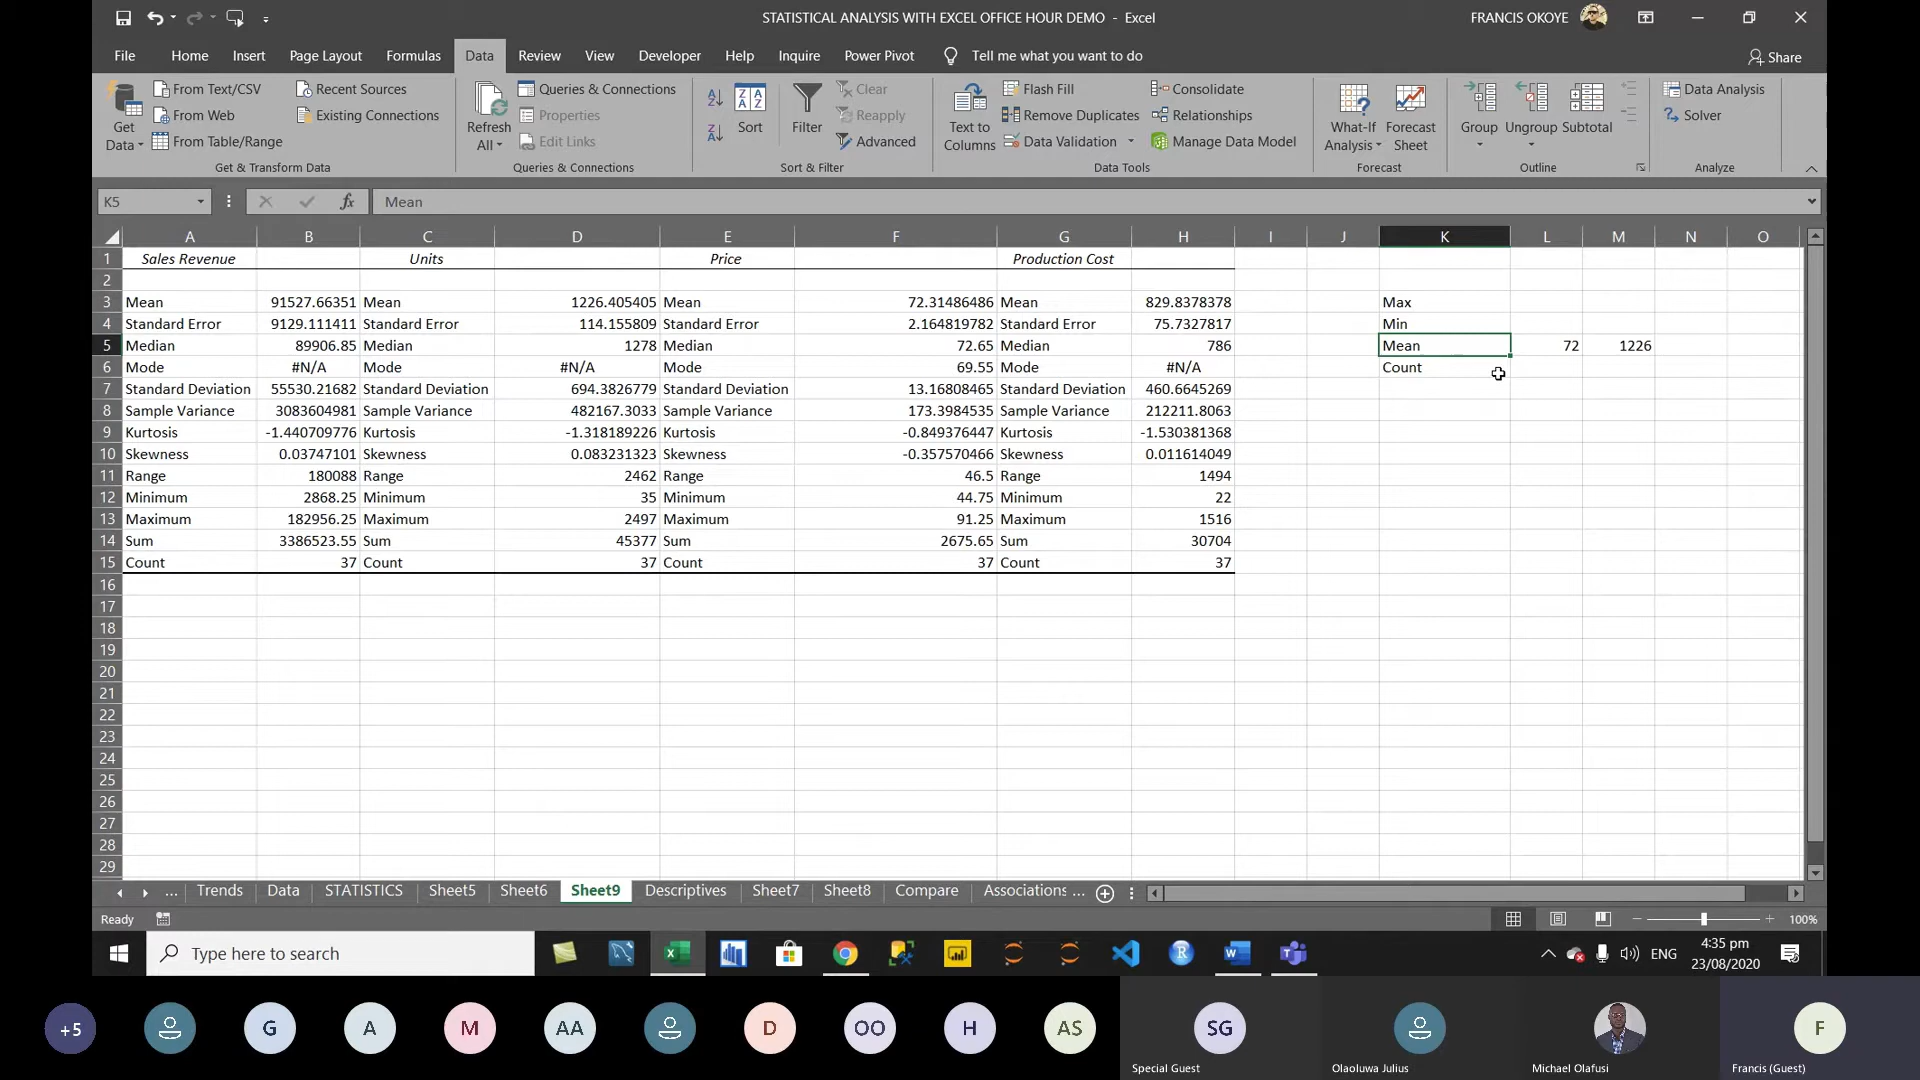 STATISTICAL ANALYSIS WITH EXCEL OFFICE HOUR DEMO - Excel
FRANCIS OKOYE
File Home Insert Page Layout Formulas Data Review View Developer Help Inquire Power Pivot Tell me what you want to do Share
Get Data
From Text/CSV
From Web
From Table/Range
Recent Sources
Existing Connections
Get & Transform Data
Refresh All
Queries & Connections
Properties
Edit Links
Queries & Connections
Sort
Filter
Clear
Reapply
Advanced
Sort & Filter
Text to Columns
Flash Fill
Remove Duplicates
Data Validation
Consolidate
Relationships
Manage Data Model
Data Tools
What-If Analysis
Forecast Sheet
Forecast
Group
Ungroup
Subtotal
Outline
Data Analysis
Solver
Analyze
K5 fx Mean
A B C D E F G H I J K L M N O
1 Sales Revenue Units Price Production Cost
2
3 Mean 91527.66351 Mean 1226.405405 Mean 72.31486486 Mean 829.8378378 Max
4 Standard Error 9129.111411 Standard Error 114.155809 Standard Error 2.164819782 Standard Error 75.7327817 Min
5 Median 89906.85 Median 1278 Median 72.65 Median 786 Mean 72 1226
6 Mode #N/A Mode #N/A Mode 69.55 Mode #N/A Count
7 Standard Deviation 55530.21682 Standard Deviation 694.3826779 Standard Deviation 13.16808465 Standard Deviation 460.6645269
8 Sample Variance 3083604981 Sample Variance 482167.3033 Sample Variance 173.3984535 Sample Variance 212211.8063
9 Kurtosis -1.440709776 Kurtosis -1.318189226 Kurtosis -0.849376447 Kurtosis -1.530381368
10 Skewness 0.03747101 Skewness 0.083231323 Skewness -0.357570466 Skewness 0.011614049
11 Range 180088 Range 2462 Range 46.5 Range 1494
12 Minimum 2868.25 Minimum 35 Minimum 44.75 Minimum 22
13 Maximum 182956.25 Maximum 2497 Maximum 91.25 Maximum 1516
14 Sum 3386523.55 Sum 45377 Sum 2675.65 Sum 30704
15 Count 37 Count 37 Count 37 Count 37
16
17
18
19
20
21
22
23
24
25
26
27
28
29
... Trends Data STATISTICS Sheet5 Sheet6 Sheet9 Descriptives Sheet7 Sheet8 Compare Associations ...
Ready 100%
Type here to search
ENG
4:35 pm
23/08/2020
+5 G A M AA D OO H AS SG F
Special Guest Olaoluwa Julius Michael Olafusi Francis (Guest)